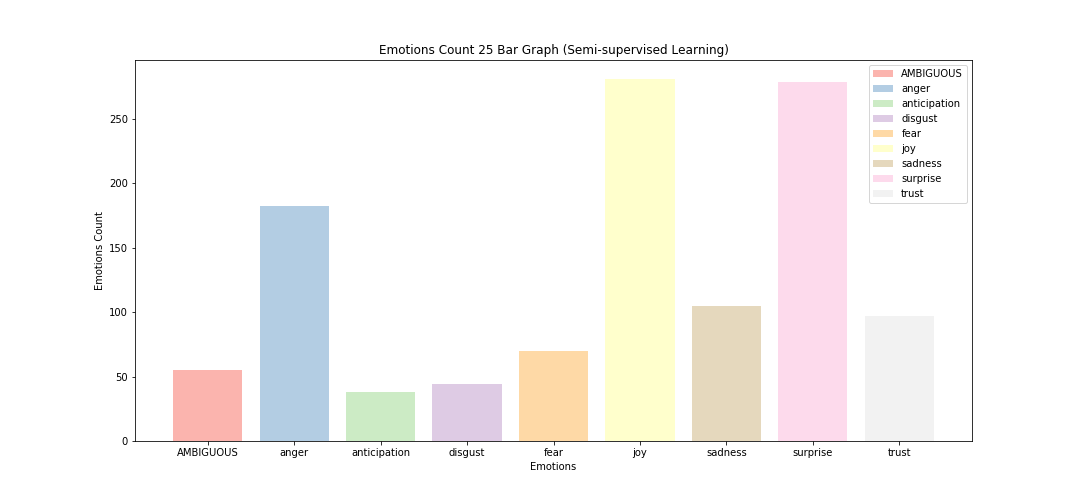 Emotions Count 25 Bar Graph (Semi-supervised Learning)
AMBIGUOUS
anger
anticipation
disgust
fear
joy
sadness
surprise
trust
250
200
150
100
50
0
Emotions Count
AMBIGUOUS anger anticipation disgust fear joy sadness surprise trust
Emotions